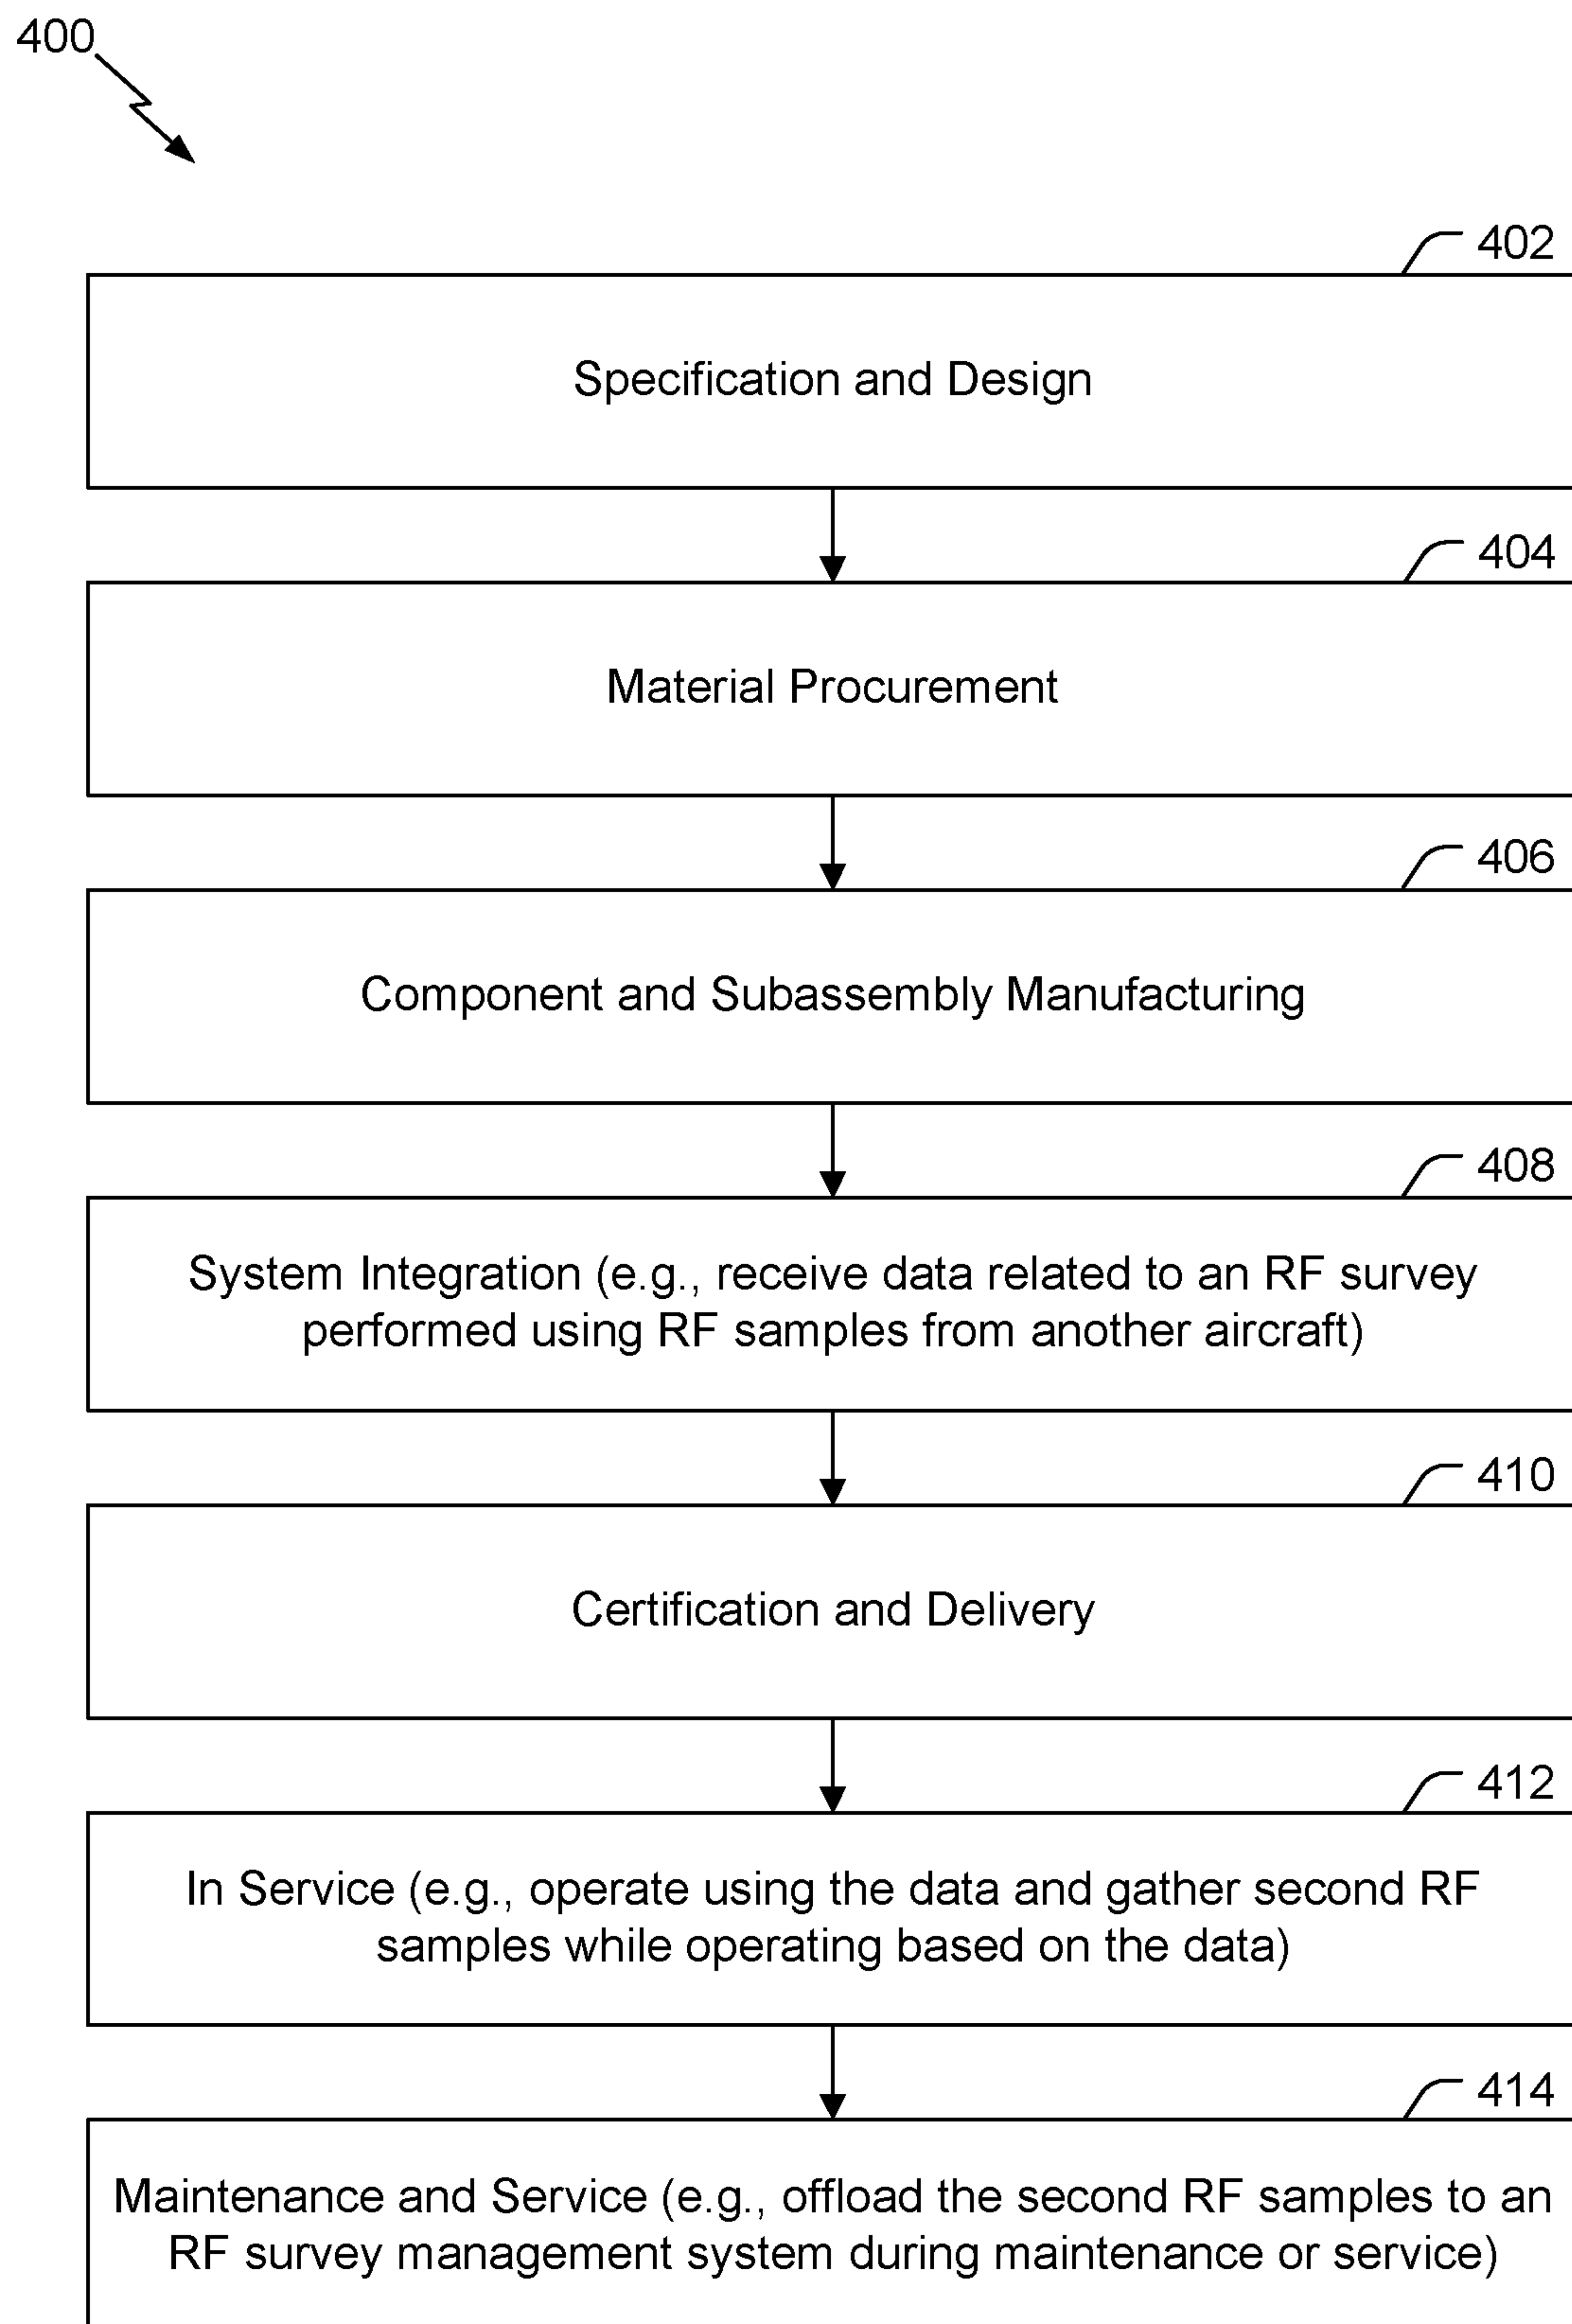 400
402
Specification and Design
404
Material Procurement
406
Component and Subassembly Manufacturing
408
System Integration (e.g., receive data related to an RF survey
performed using RF samples from another aircraft)
410
Certification and Delivery
412
In Service (e.g., operate using the data and gather second RF
samples while operating based on the data)
414
Maintenance and Service (e.g., offload the second RF samples to an
RF survey management system during maintenance or service)